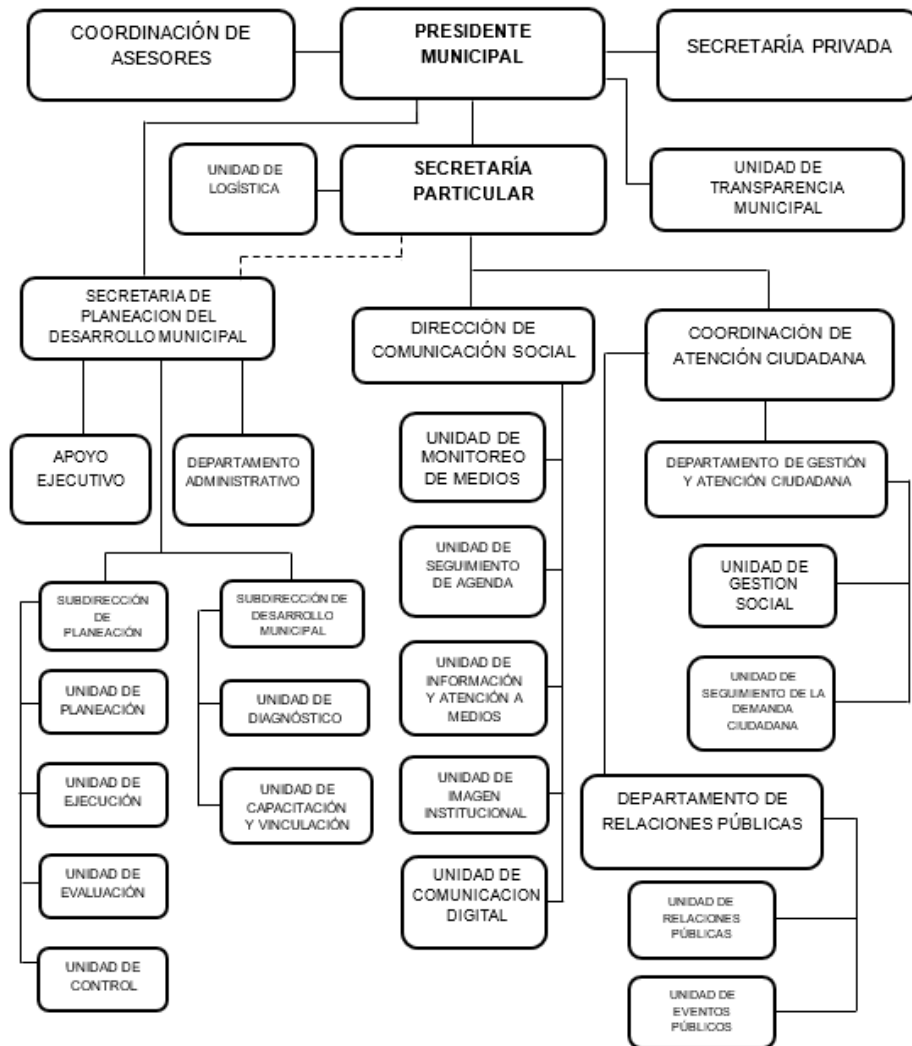 COORDINACIÓN DE
ASESORES
PRESIDENTE
MUNICIPAL
SECRETARÍA PRIVADA
UNIDAD DE
LOGÍSTICA
SECRETARÍA
PARTICULAR
UNIDAD DE
TRANSPARENCIA
MUNICIPAL
SECRETARIA DE
PLANEACION DEL
DESARROLLO MUNICIPAL
DIRECCIÓN DE
COMUNICACIÓN SOCIAL
COORDINACIÓN DE
ATENCIÓN CIUDADANA
APOYO
EJECUTIVO
DEPARTAMENTO
ADMINISTRATIVO
UNIDAD DE
MONITOREO
DE MEDIOS
DEPARTAMENTO DE GESTIÓN
Y ATENCIÓN CIUDADANA
UNIDAD DE
SEGUIMIENTO
DE AGENDA
UNIDAD DE
GESTION
SOCIAL
SUBDIRECCIÓN
DE
PLANEACIÓN
SUBDIRECCIÓN DE
DESARROLLO
MUNICIPAL
UNIDAD DE
INFORMACIÓN
Y ATENCIÓN A
MEDIOS
UNIDAD DE
SEGUIMIENTO DE LA
DEMANDA
CIUDADANA
UNIDAD DE
PLANEACIÓN
UNIDAD DE
DIAGNÓSTICO
UNIDAD DE
EJECUCIÓN
UNIDAD DE
CAPACITACIÓN
Y VINCULACIÓN
UNIDAD DE
IMAGEN
INSTITUCIONAL
DEPARTAMENTO DE
RELACIONES PÚBLICAS
UNIDAD DE
EVALUACIÓN
UNIDAD DE
COMUNICACION
DIGITAL
UNIDAD DE
RELACIONES
PÚBLICAS
UNIDAD DE
CONTROL
UNIDAD DE
EVENTOS
PÚBLICOS